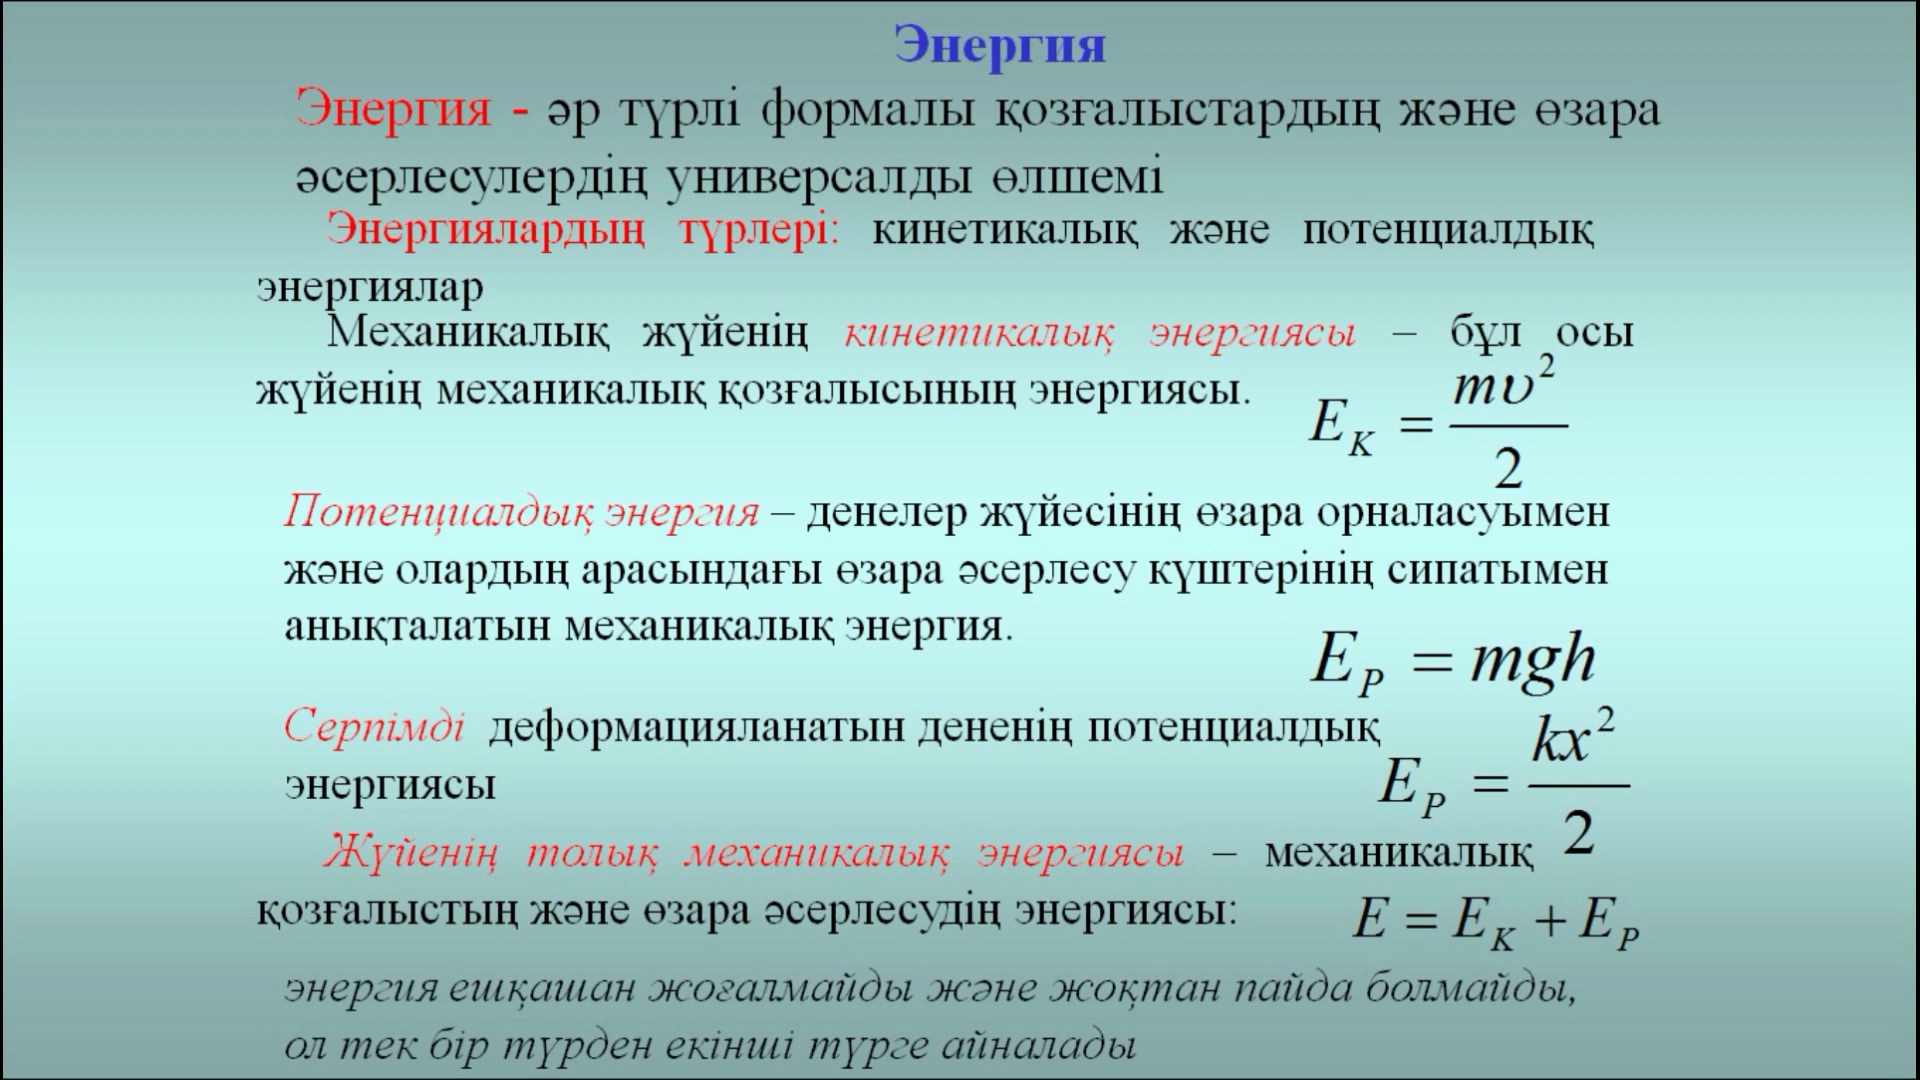 Энергия
Энергия - әр түрлі формалы қозғалыстардың және өзара
әсерлесулердің универсалды өлшемі
Энергиялардың түрлері: кинетикалық және потенциалдық
энергиялар
Механикалық жүйенің кинетикалық энергиясы – бұл осы
жүйенің механикалық қозғалысының энергиясы.
E_K = mυ²/2
Потенциалдық энергия – денелер жүйесінің өзара орналасуымен
және олардың арасындағы өзара әсерлесу күштерінің сипатымен
анықталатын механикалық энергия.
E_P = mgh
Серпімді деформацияланатын дененің потенциалдық
энергиясы
E_P = kx²/2
Жүйенің толық механикалық энергиясы – механикалық
қозғалыстың және өзара әсерлесудің энергиясы:
E = E_K + E_P
энергия ешқашан жоғалмайды және жоқтан пайда болмайды,
ол тек бір түрден екінші түрге айналады